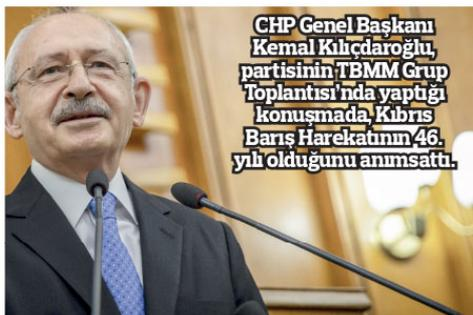 CHP Genel Başkanı
Kemal Kılıçdaroğlu,
partisinin TBMM Grup
Toplantısı'nda yaptığı
konuşmada, Kıbrıs
Barış Harekatının 46.
yılı olduğunu anımsattı.